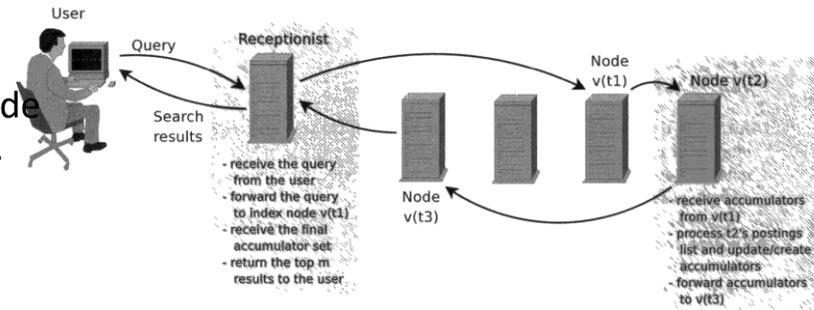 User
Query
Receptionist
de
Search
results
Node
v(t1)
Node v(t2)
Node
v(t3)
- receive the query
from the user
- forward the query
to index node v(t1)
- receive the final
accumulator set
- return the top m
results to the user
- receive accumulators
from v(t1)
- process t2's postings
list and update/create
accumulators
- forward accumulators
to v(t3)